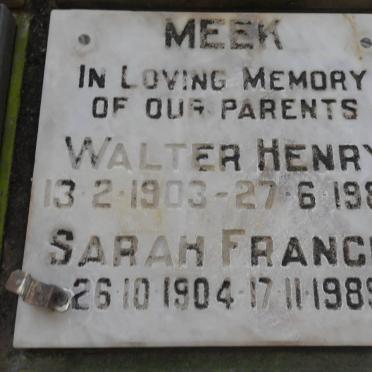 MEEK
IN LOVING MEMORY
OF OUR PARENTS
WALTER HENRY
13·2·1903-27·6·198
SARAH FRANC
26·10·1904-17·11·1989